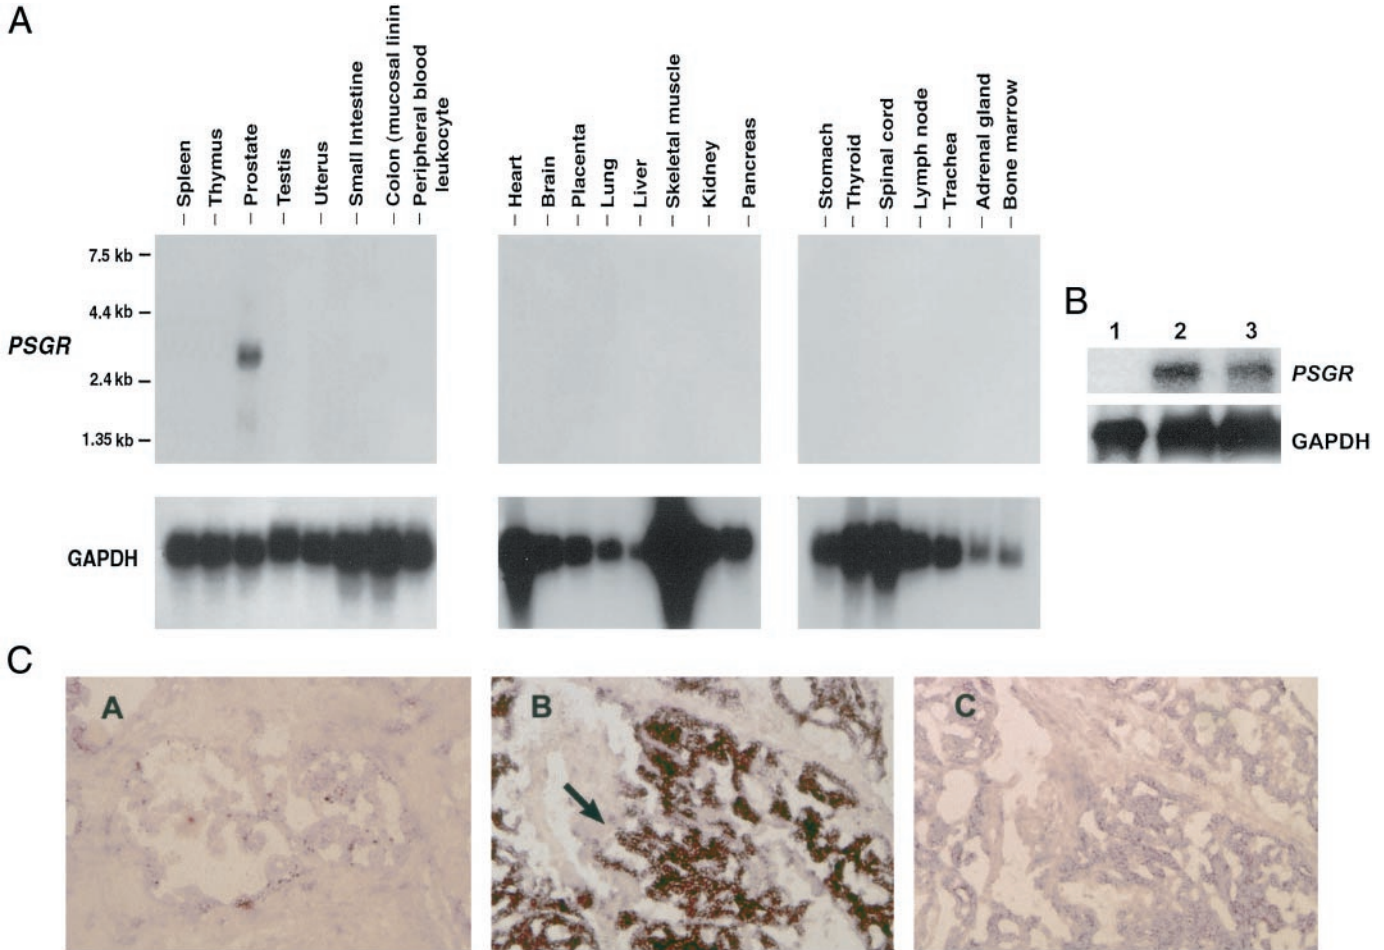 A
– Spleen
– Thymus
– Prostate
– Testis
– Uterus
– Small Intestine
– Colon (mucosal linin
– Peripheral blood
leukocyte
– Heart
– Brain
– Placenta
– Lung
– Liver
– Skeletal muscle
– Kidney
– Pancreas
– Stomach
– Thyroid
– Spinal cord
– Lymph node
– Trachea
– Adrenal gland
– Bone marrow
7.5 kb –
4.4 kb –
PSGR
2.4 kb –
1.35 kb –
GAPDH
B
1 2 3
PSGR
GAPDH
C
A B C